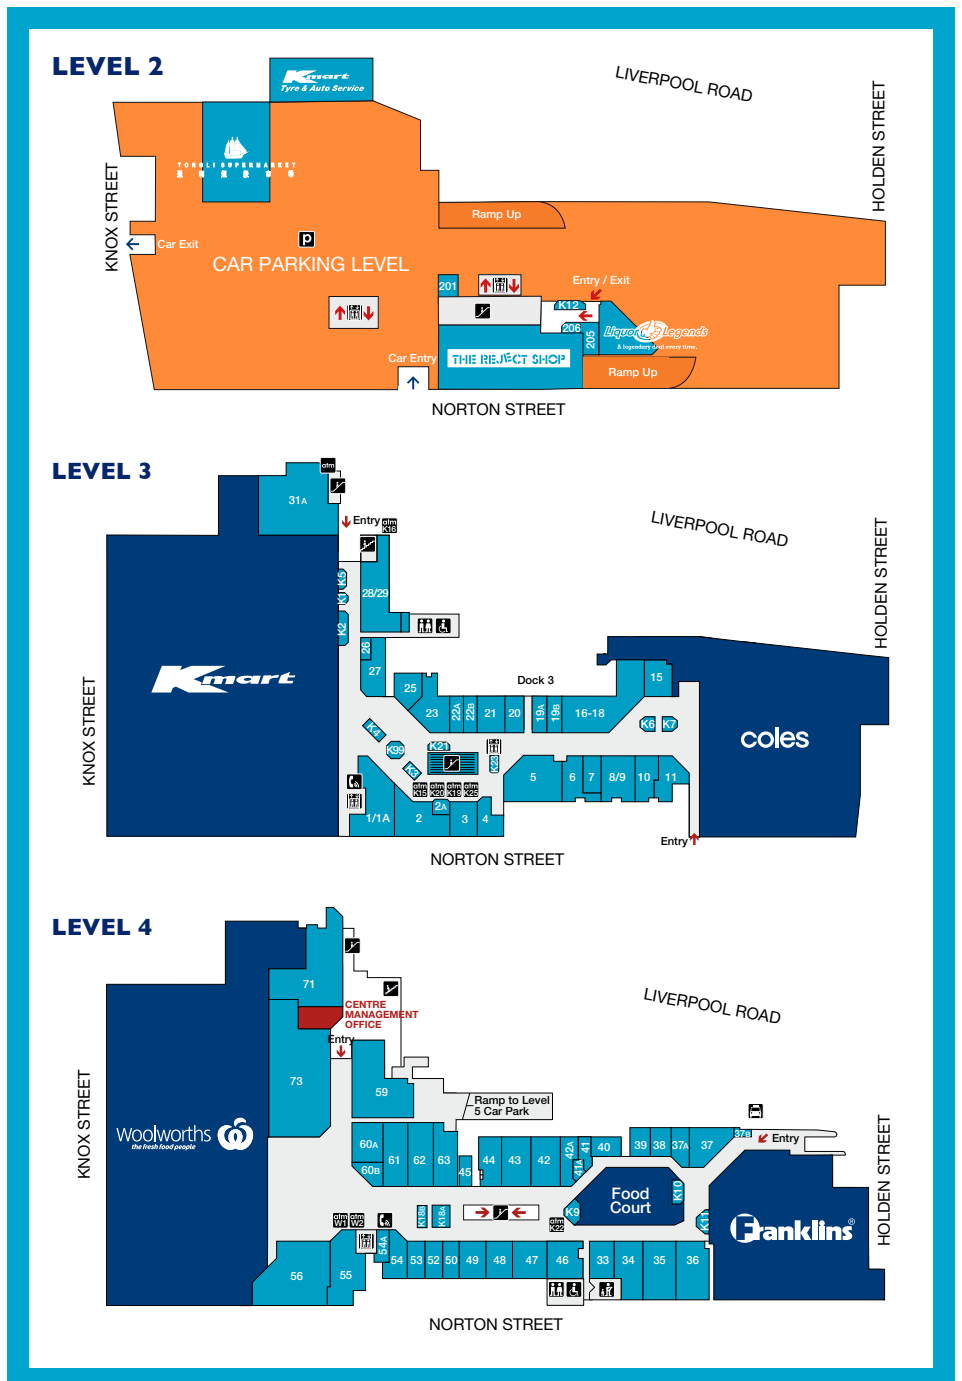 LEVEL 2
LIVERPOOL ROAD
HOLDEN STREET
KNOX STREET
Kmart
Tyre & Auto Service
TONGLI SUPERMARKET
Ramp Up
Car Exit
P
CAR PARKING LEVEL
201
Entry / Exit
K12
206
205
Liquor Legends
A legendary deal every time.
THE REJECT SHOP
Car Entry
Ramp Up
NORTON STREET
LEVEL 3
LIVERPOOL ROAD
HOLDEN STREET
KNOX STREET
atm
31A
Entry
atm
K16
K5
K1
K2
28/29
26
27
Kmart
Dock 3
25
23
22A
22B
21
20
19A
19B
16-18
15
K4
K99
K3
K21
K23
K6
K7
coles
atm
K15
atm
K20
atm
K19
atm
K25
5
6
7
8/9
10
11
1/1A
2
2A
3
4
Entry
NORTON STREET
LEVEL 4
LIVERPOOL ROAD
HOLDEN STREET
KNOX STREET
71
CENTRE
MANAGEMENT
OFFICE
Entry
73
59
Ramp to Level
5 Car Park
Woolworths
the fresh food people
60A
60B
61
62
63
45
44
43
42
42A
41A
41
40
39
38
37A
37
37B
Entry
Food
Court
K10
K11
K9
Franklins®
atm
W1
atm
W2
K18B
K18A
atm
K22
56
55
54A
54
53
52
50
49
48
47
46
33
34
35
36
NORTON STREET